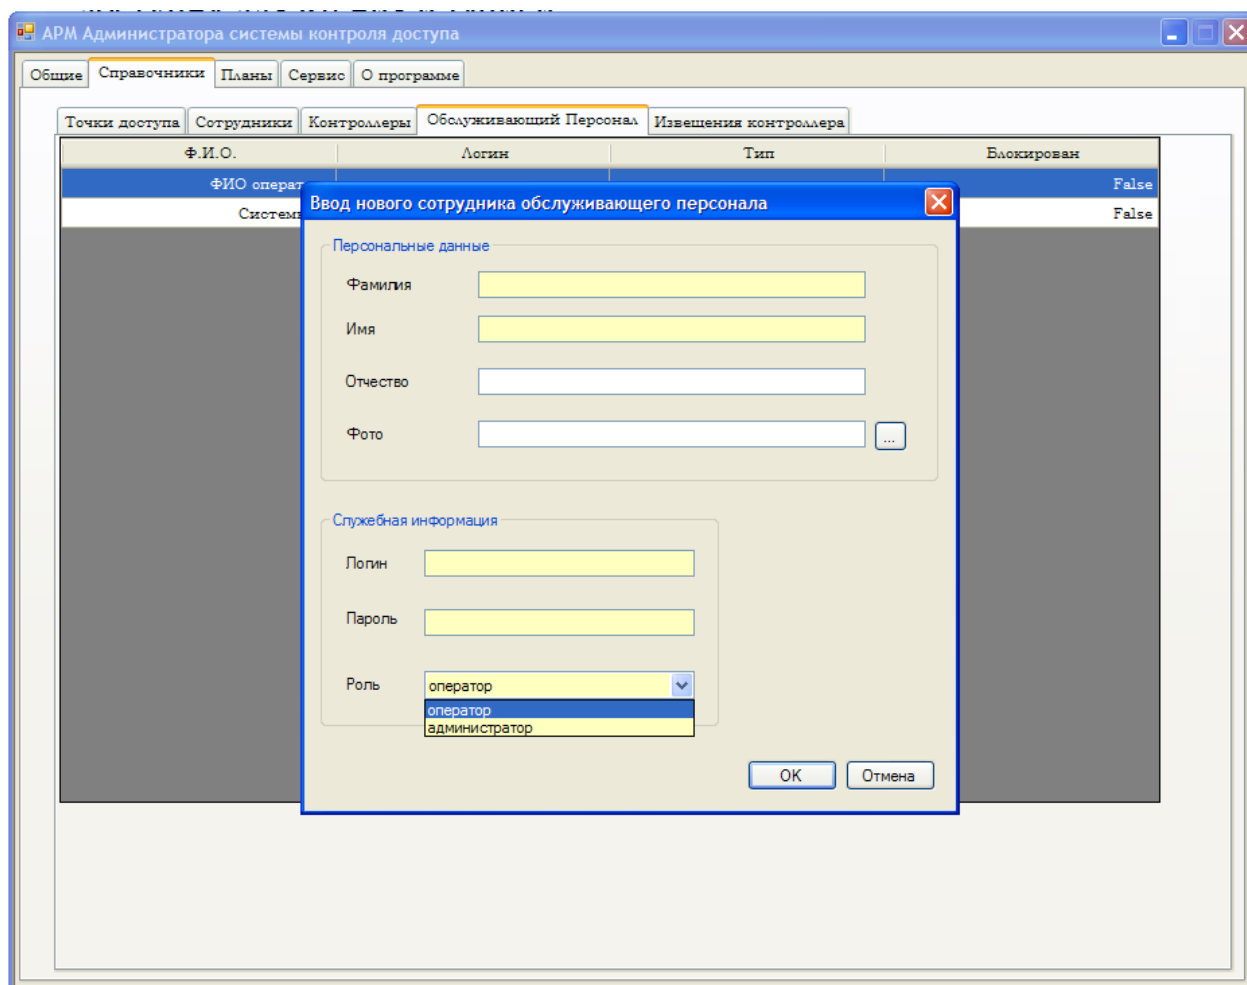 АРМ Администратора системы контроля доступа
Общие Справочники Планы Сервис О программе
Точки доступа Сотрудники Контроллеры Обслуживающий Персонал Извещения контроллера
Ф.И.О. Логин Тип Блокирован
ФИО операт False
Систем False
Ввод нового сотрудника обслуживающего персонала
Персональные данные
Фамилия
Имя
Отчество
Фото ...
Служебная информация
Логин
Пароль
Роль оператор
оператор
администратор
OK Отмена